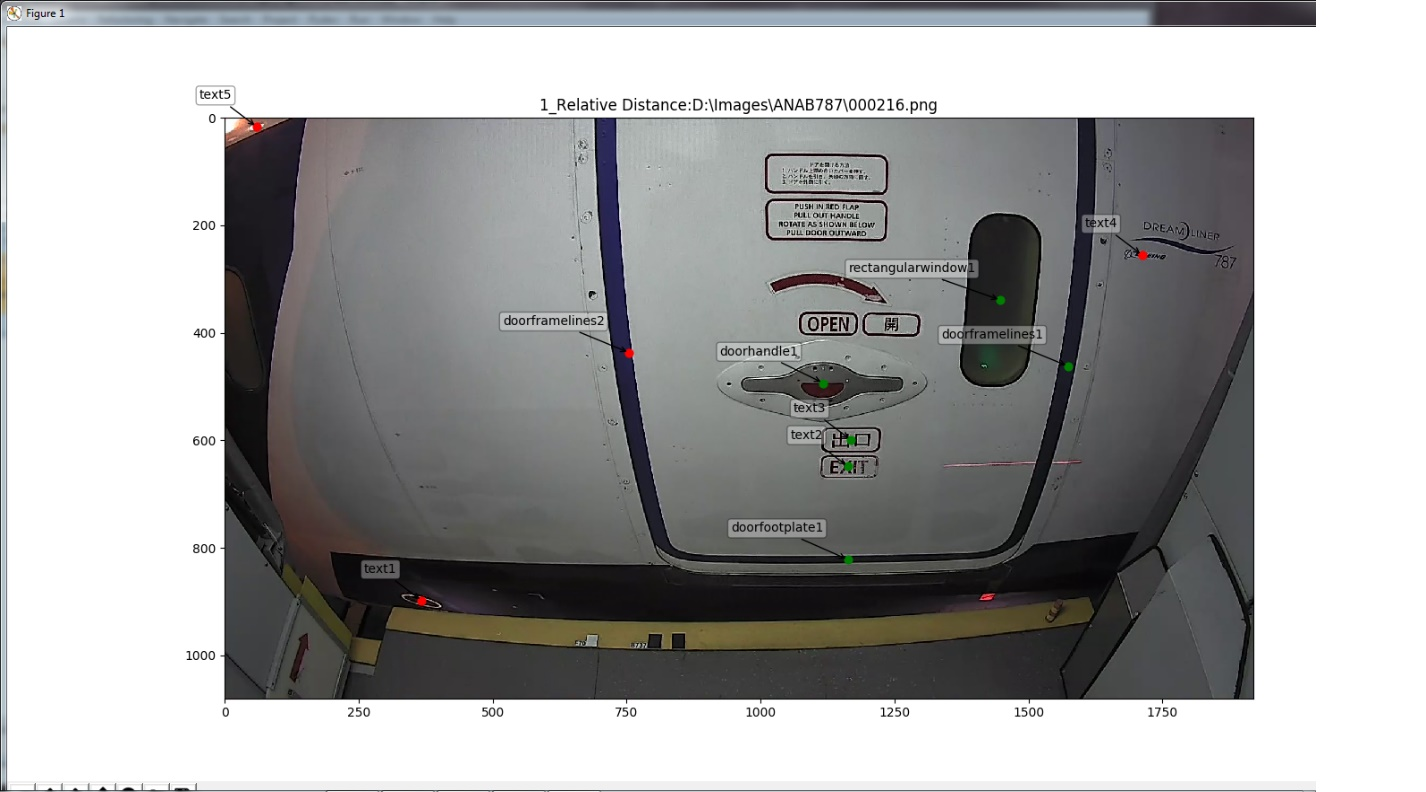 Figure 1
1_Relative Distance:D:\Images\ANAB787\000216.png
text5
0
200
400
600
800
1000
0
250
500
750
1000
1250
1500
1750
PUSH IN RED FLAP
PULL OUT HANDLE
ROTATE AS SHOWN BELOW
PULL DOOR OUTWARD
text4
DREAMLINER
787
rectangularwindow1
doorframelines2
OPEN
開
doorframelines1
doorhandle1
text3
出口
text2
EXIT
doorfootplate1
text1